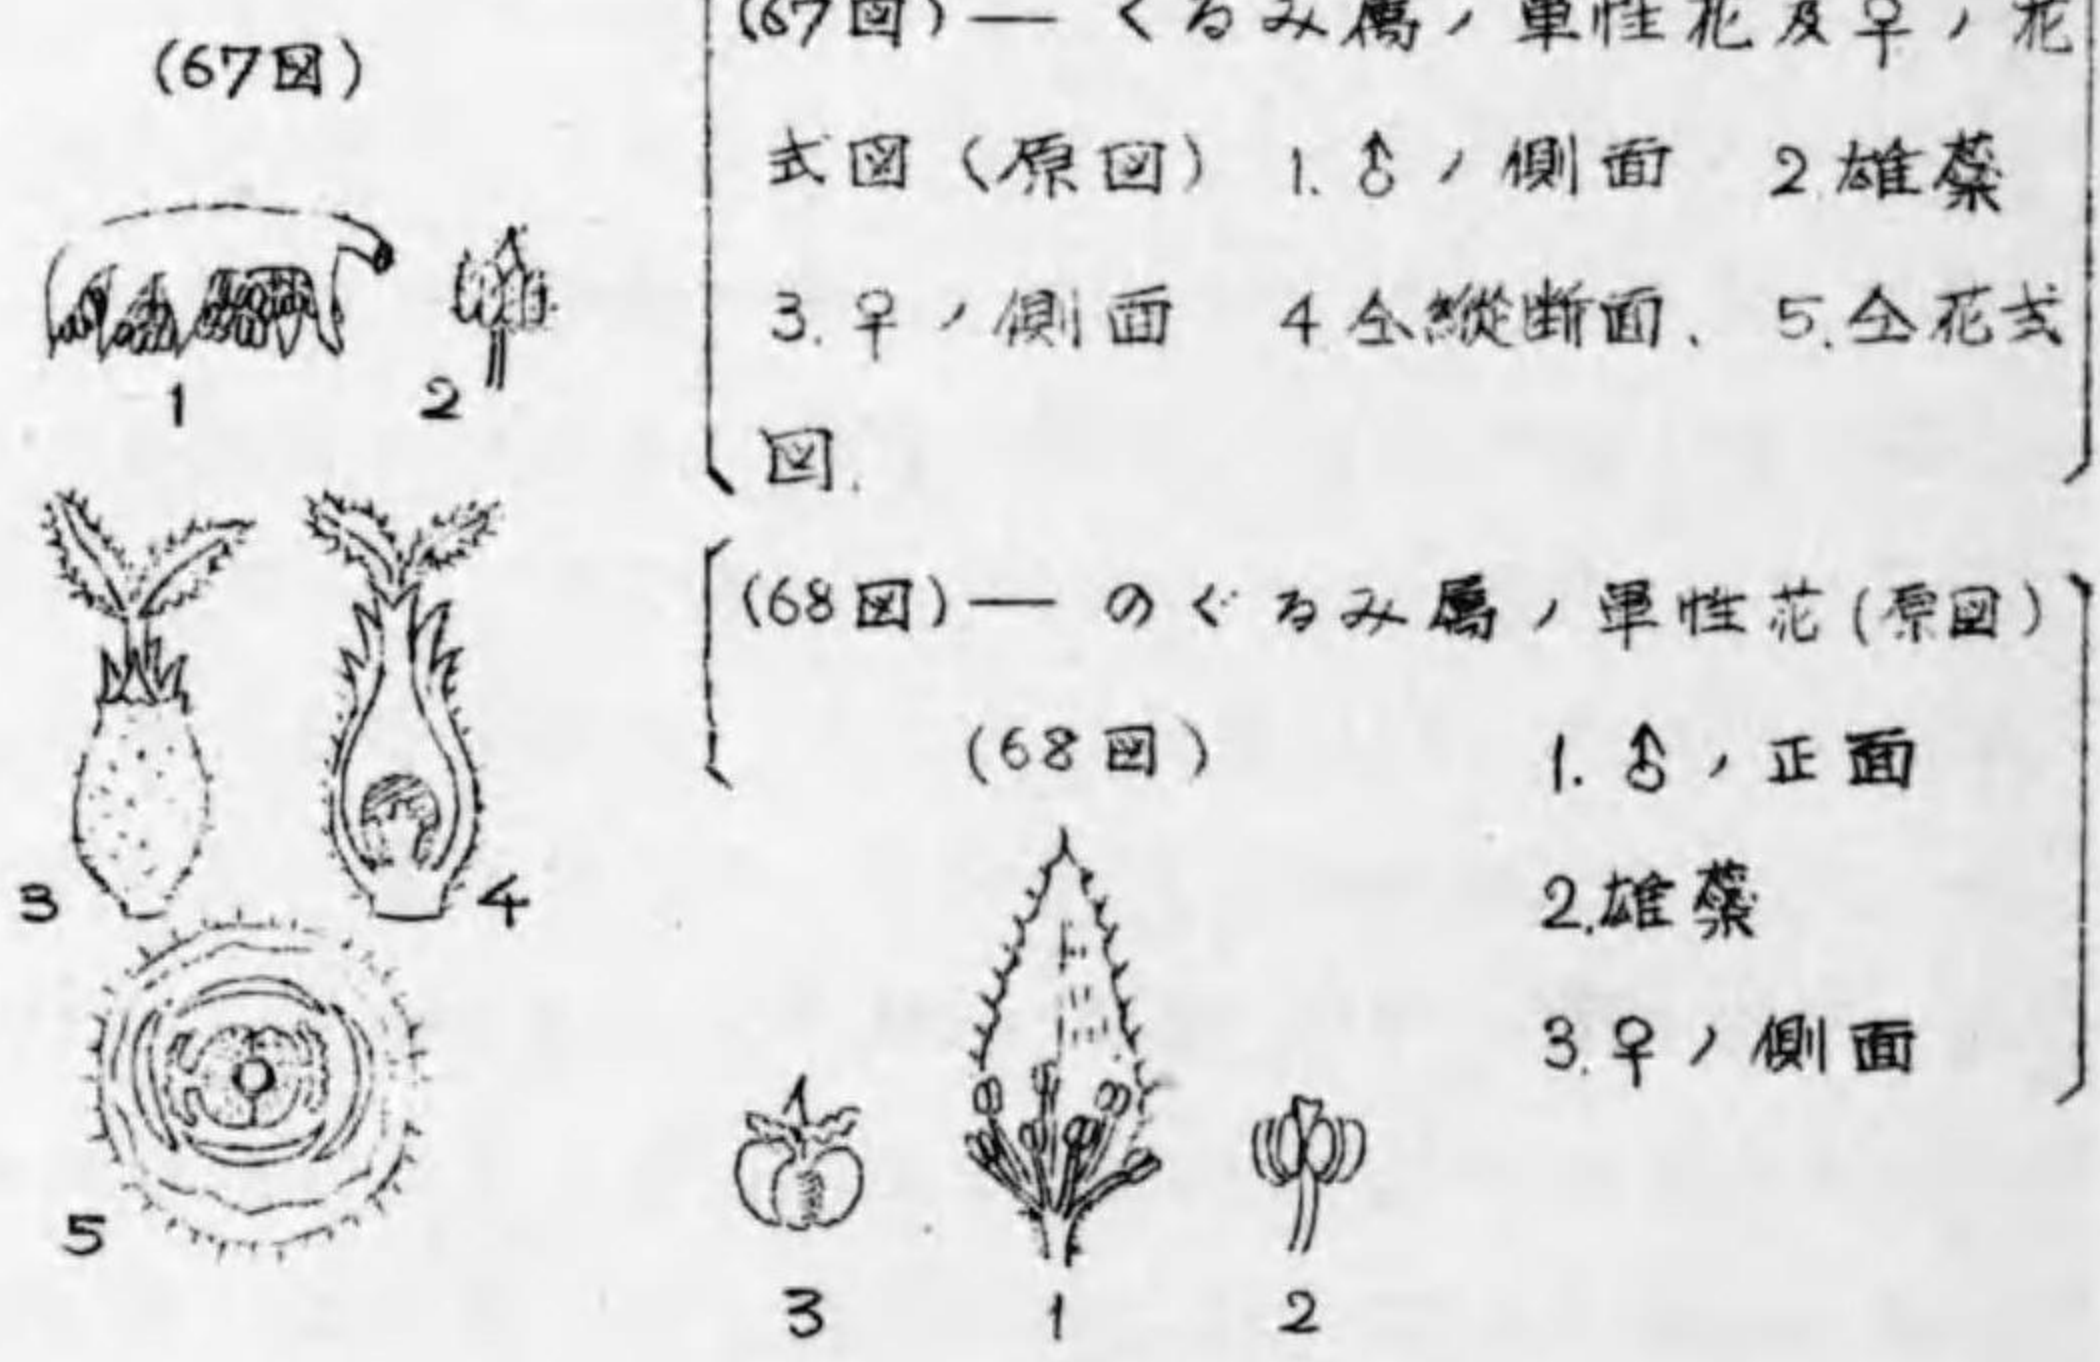 (67図)
(67図)— くるみ属ノ単性花及♀ノ花
式図(原図) 1.♂ノ側面 2.雄蘂
3.♀ノ側面 4.仝縦断面、 5.仝花式
図.
1
2
3
4
5
(68図)— のぐるみ属ノ単性花(原図)
(68図)
1.♂ノ正面
2.雄蘂
3.♀ノ側面
3 1 2